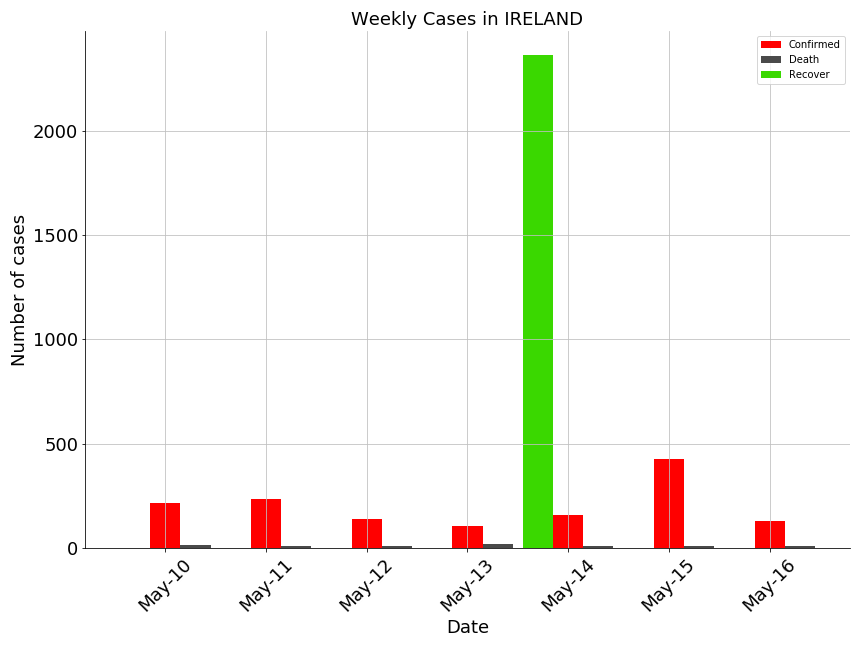 Weekly Cases in IRELAND
Confirmed
Death
Recover
Number of cases
2000
1500
1000
500
0
May-10
May-11
May-12
May-13
May-14
May-15
May-16
Date